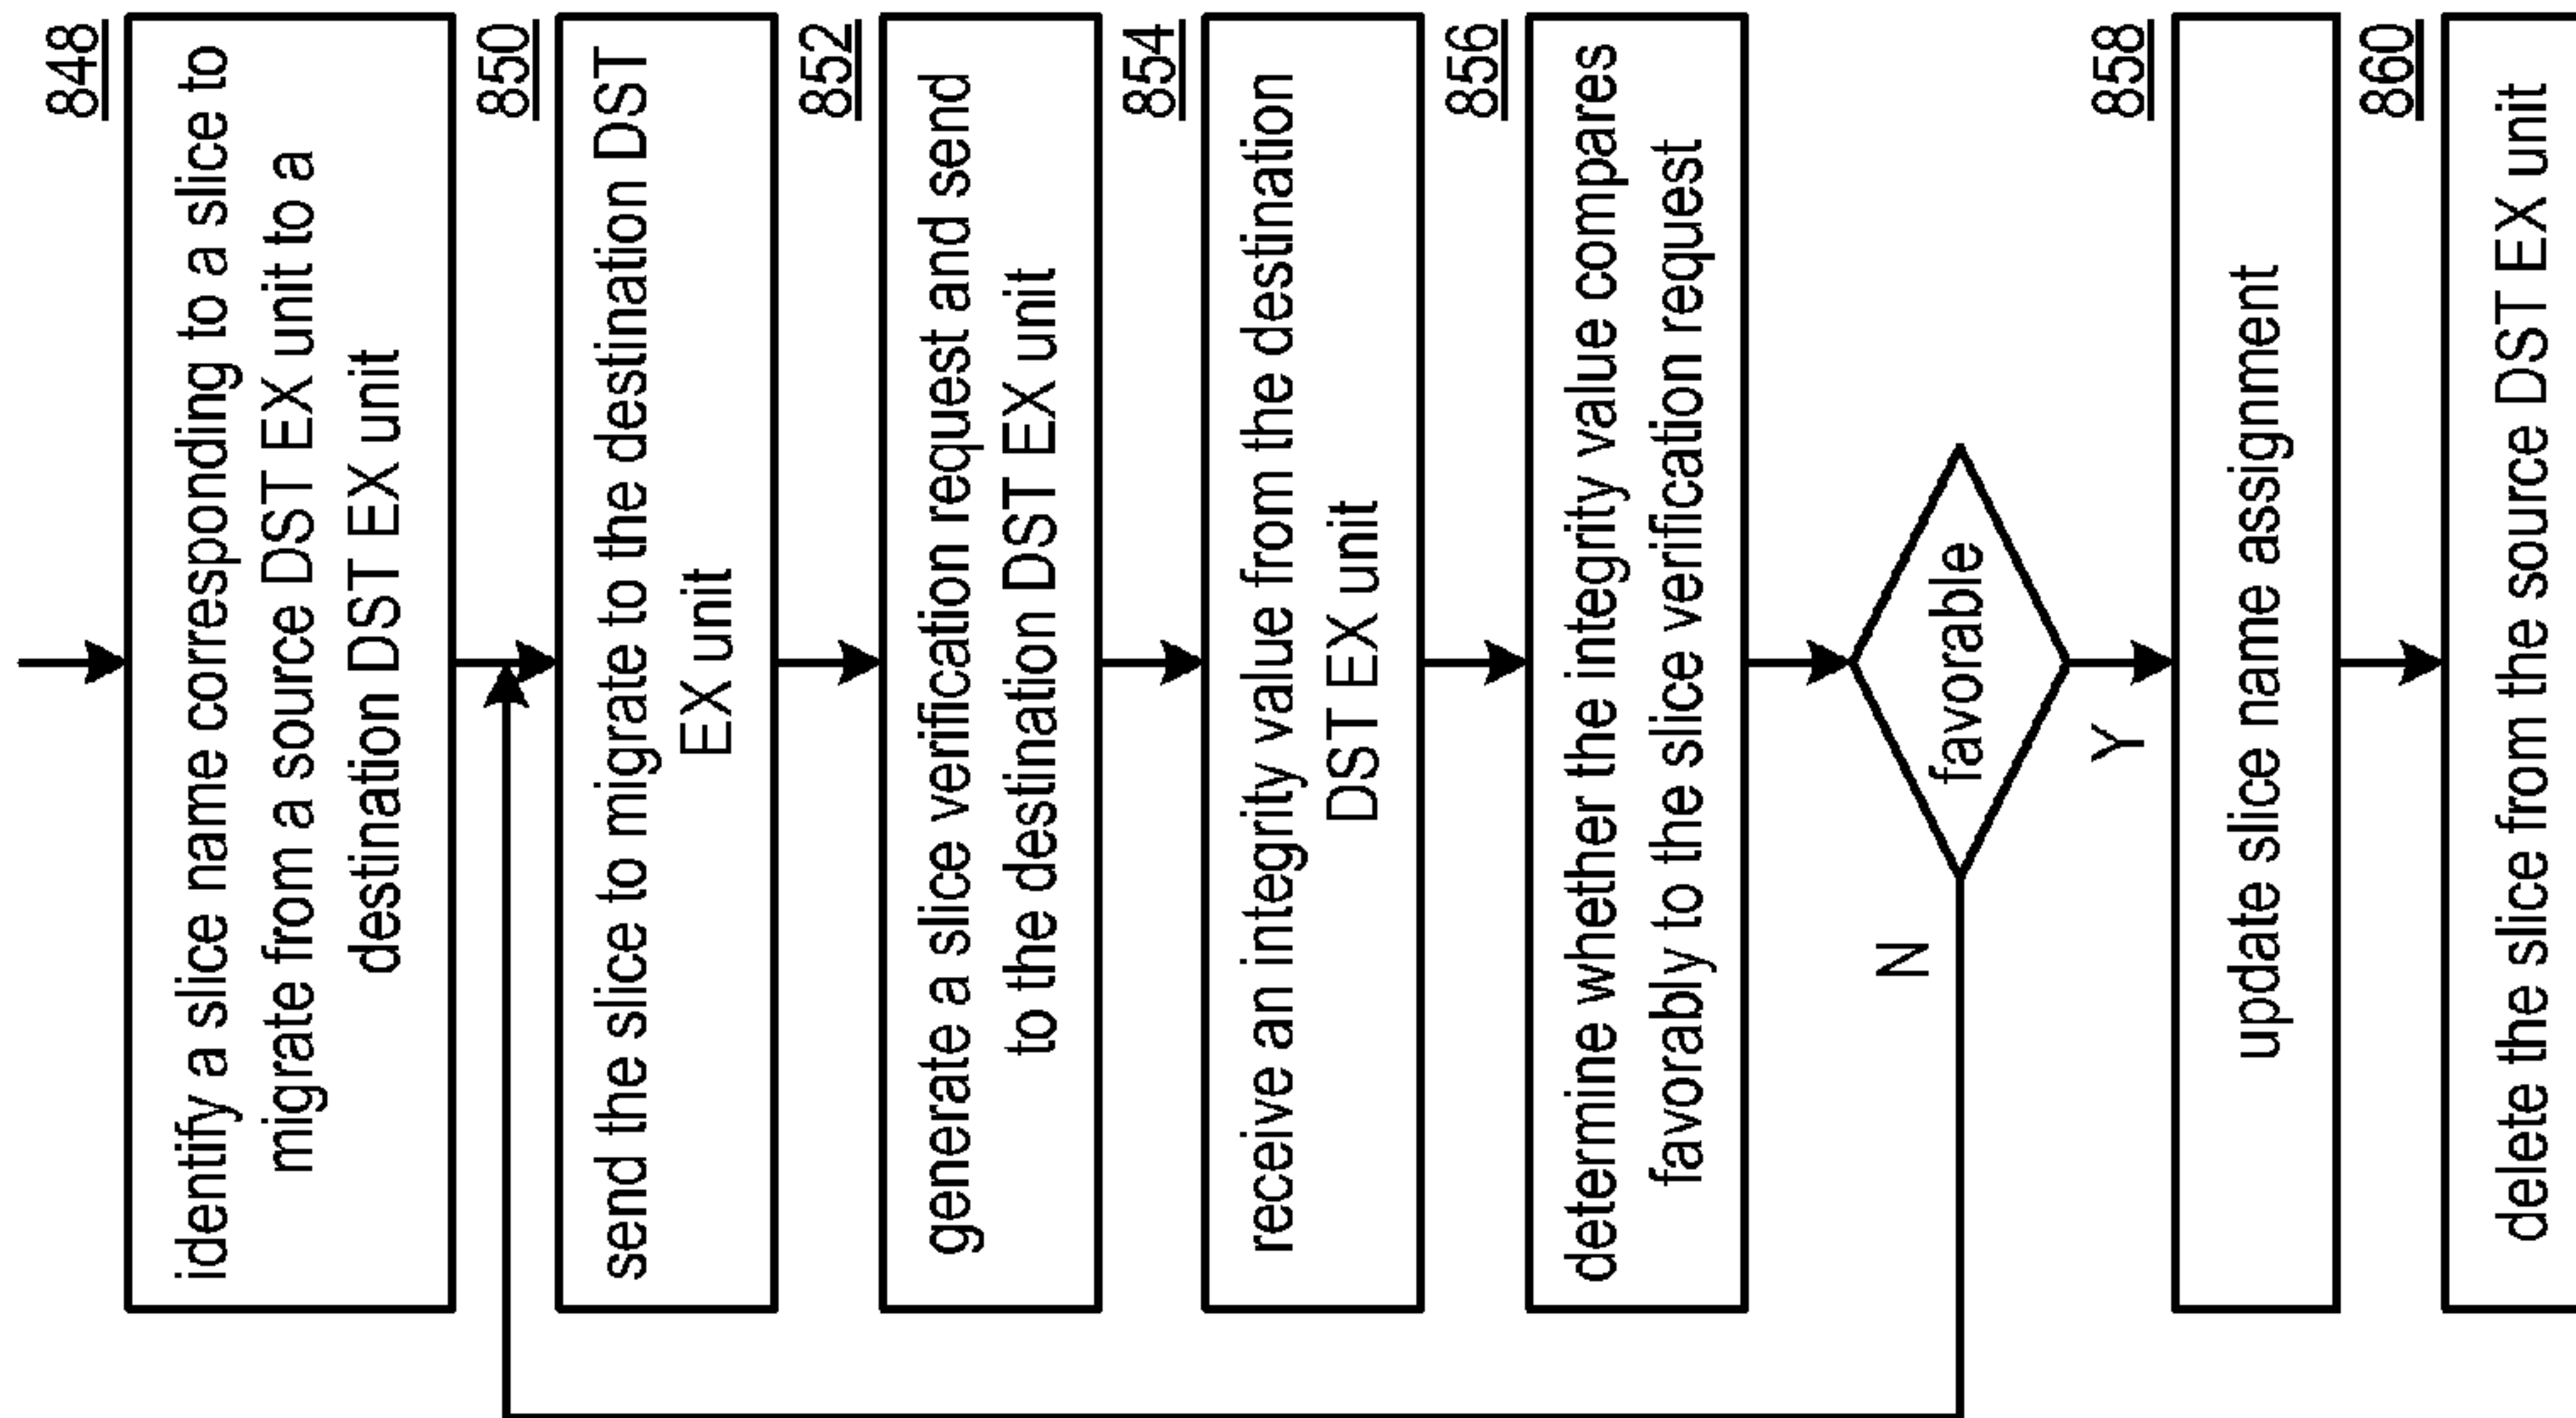 848
identify a slice name corresponding to a slice to
migrate from a source DST EX unit to a
destination DST EX unit
850
send the slice to migrate to the destination DST
EX unit
852
generate a slice verification request and send
to the destination DST EX unit
854
receive an integrity value from the destination
DST EX unit
856
determine whether the integrity value compares
favorably to the slice verification request
favorable
N
Y
858
update slice name assignment
860
delete the slice from the source DST EX unit